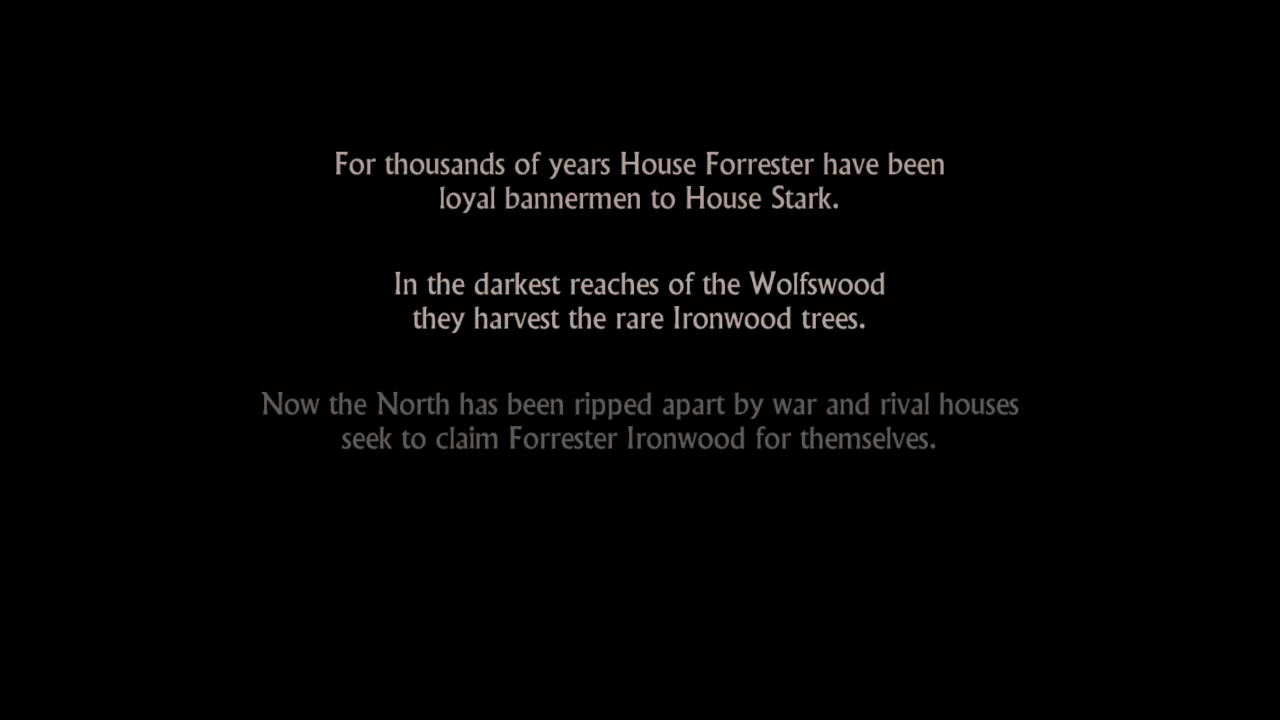 For thousands of years House Forrester have been
loyal bannermen to House Stark.
In the darkest reaches of the Wolfswood
they harvest the rare Ironwood trees.
Now the North has been ripped apart by war and rival houses
seek to claim Forrester Ironwood for themselves.